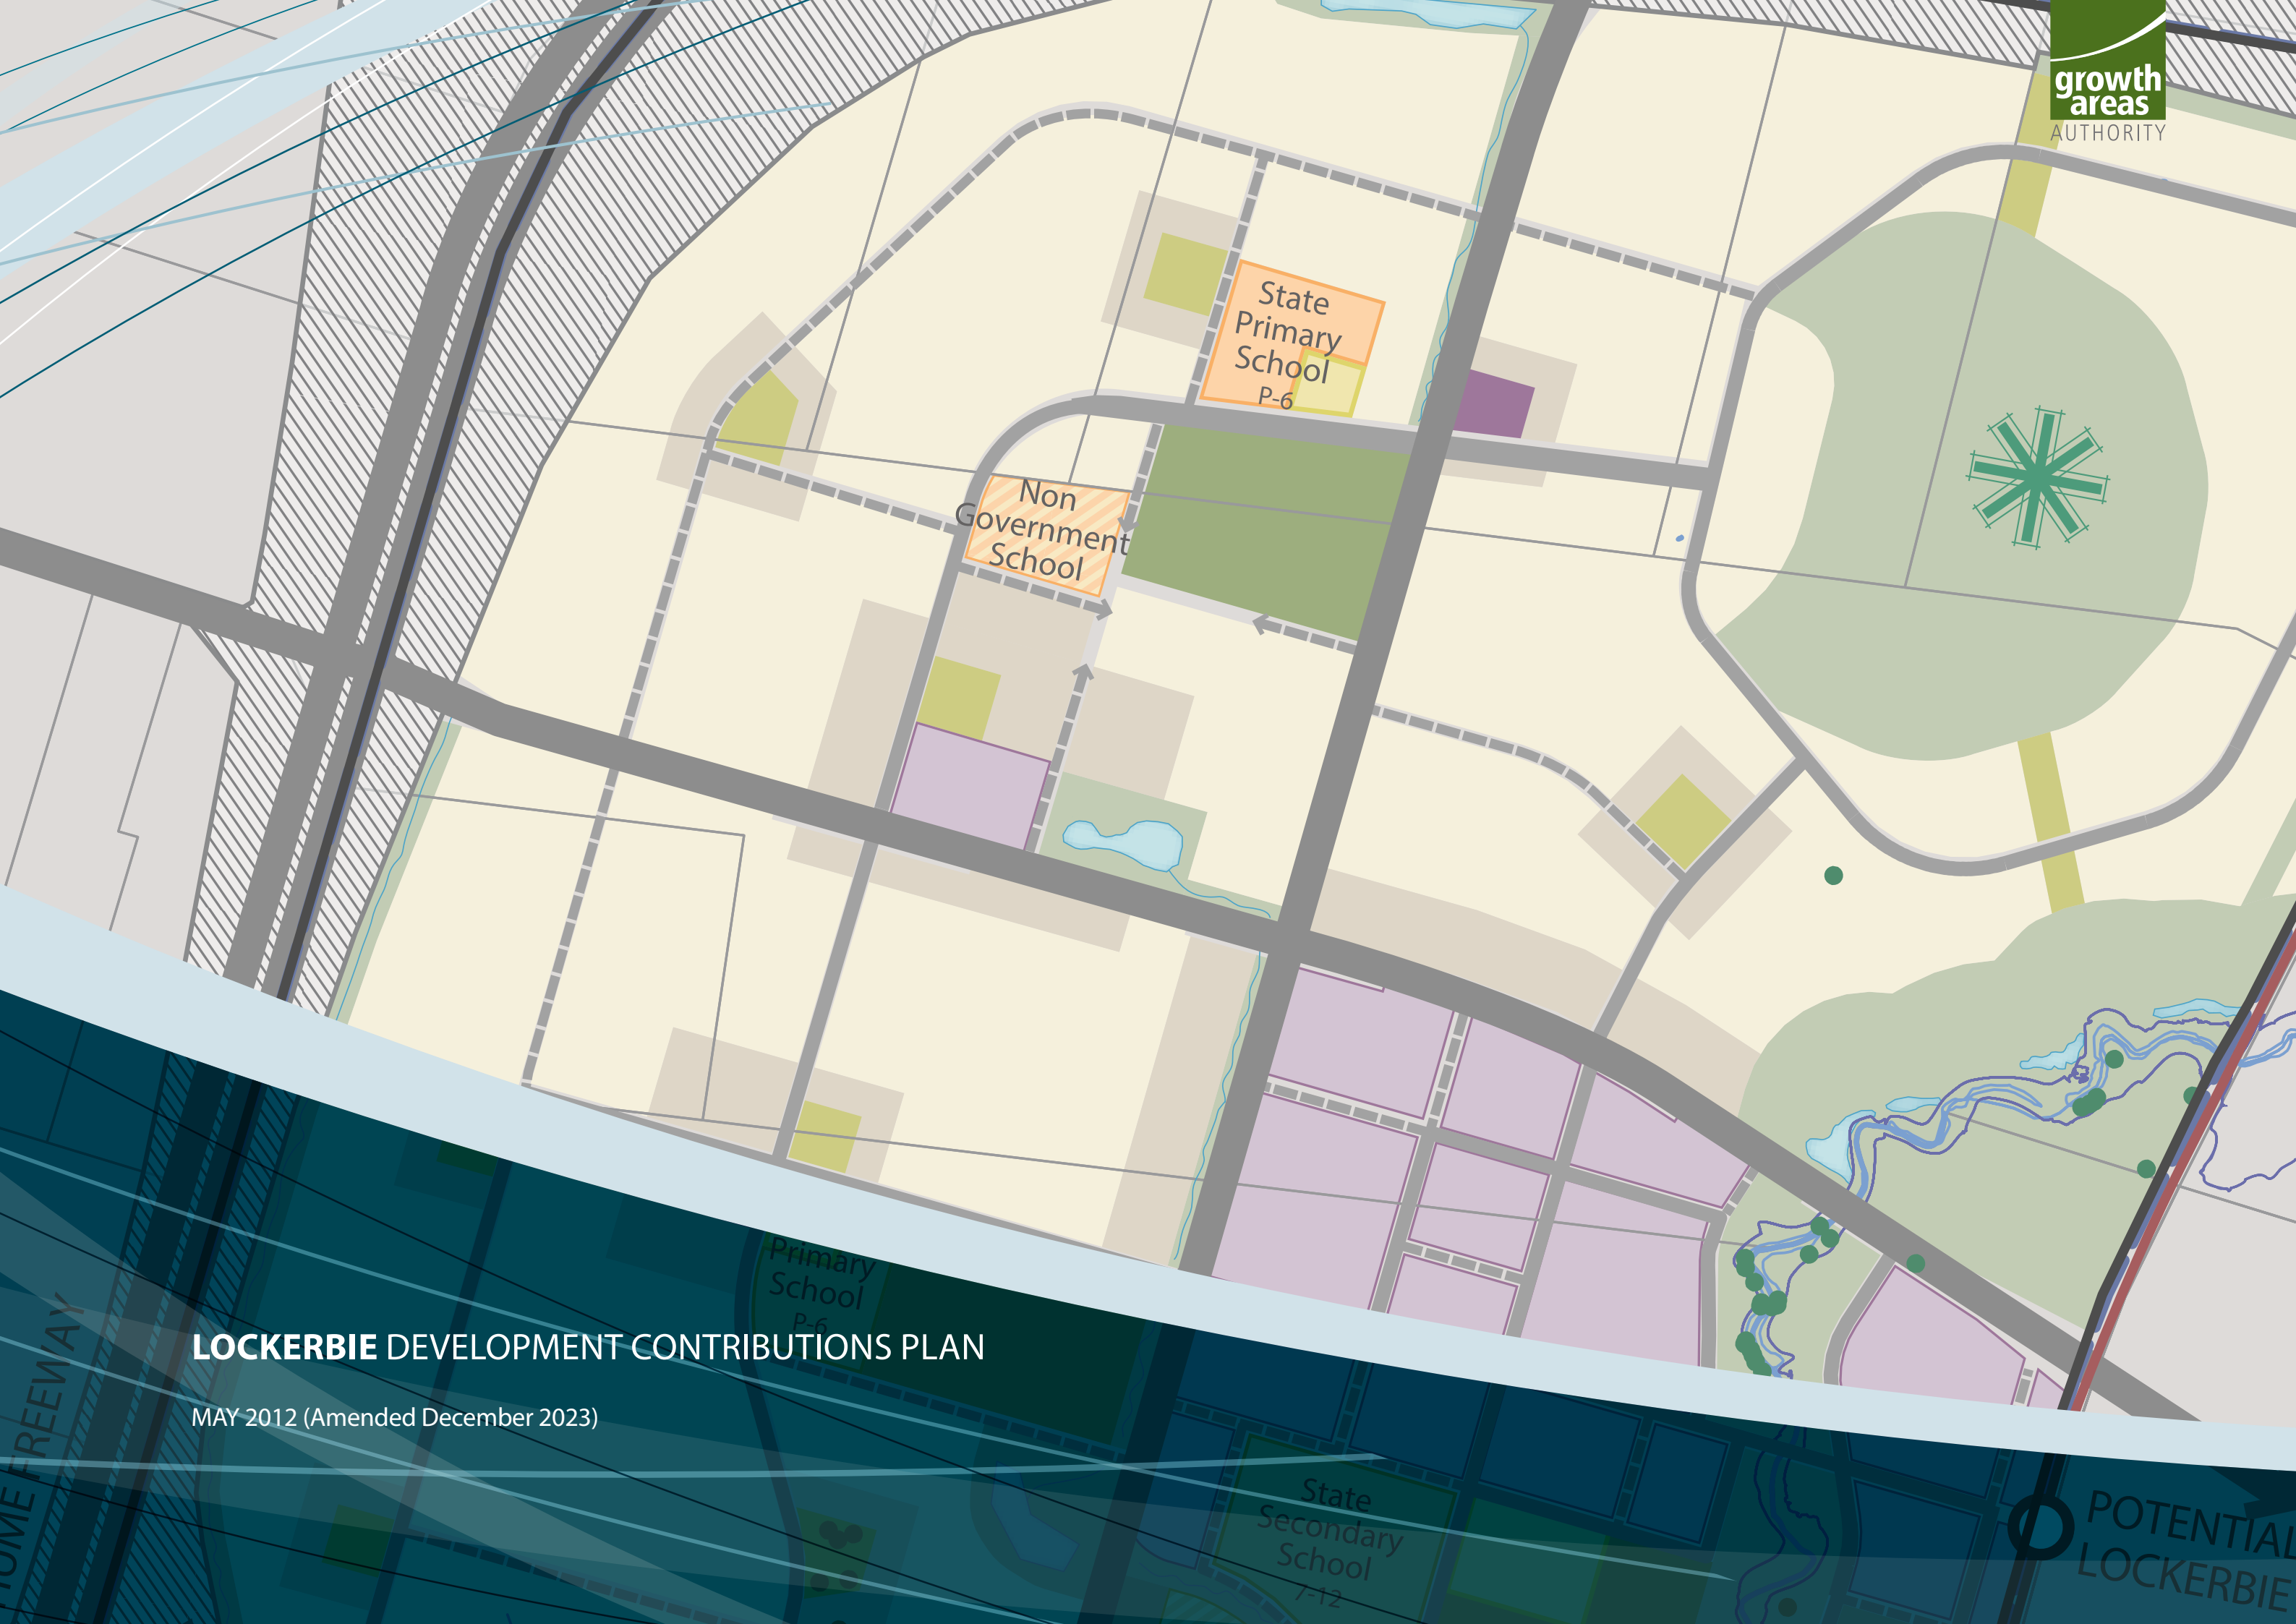 growth
areas
AUTHORITY
State
Primary
School
P-6
Non
Government
School
Primary
School
P-6
LOCKERBIE DEVELOPMENT CONTRIBUTIONS PLAN
MAY 2012 (Amended December 2023)
FREEWAY
State
Secondary
School
7-12
POTENTIAL
LOCKERBIE